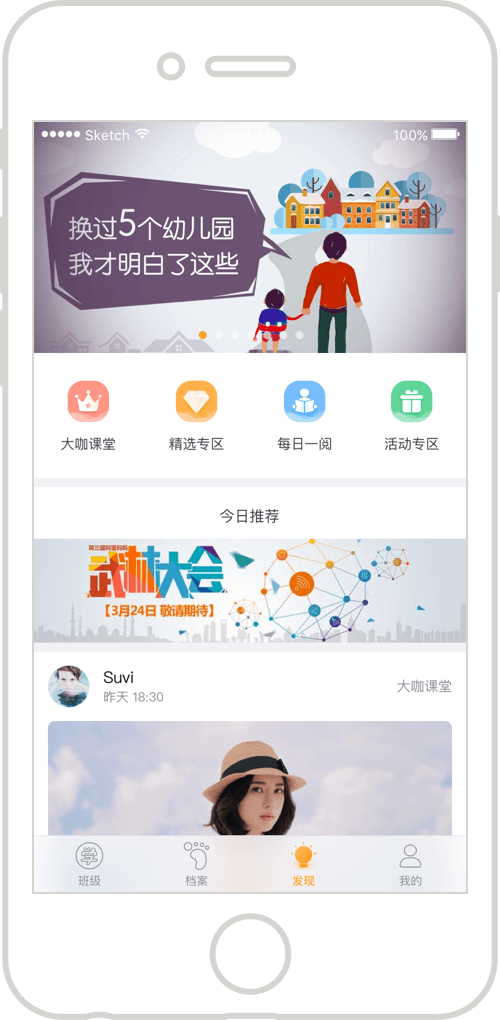 Sketch
100%
换过5个幼儿园
我才明白了这些
大咖课堂
精选专区
每日一阅
活动专区
今日推荐
武林大会
【3月24日 敬请期待】
Suvi
昨天 18:30
大咖课堂
学
班级
档案
发现
我的